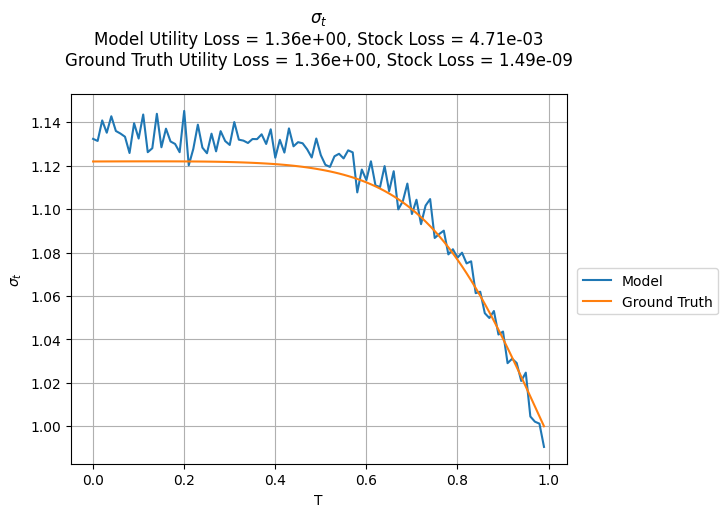 σt
Model Utility Loss = 1.36e+00, Stock Loss = 4.71e-03
Ground Truth Utility Loss = 1.36e+00, Stock Loss = 1.49e-09
1.14
1.12
1.10
1.08
1.06
1.04
1.02
1.00
σt
0.0 0.2 0.4 0.6 0.8 1.0
T
Model
Ground Truth